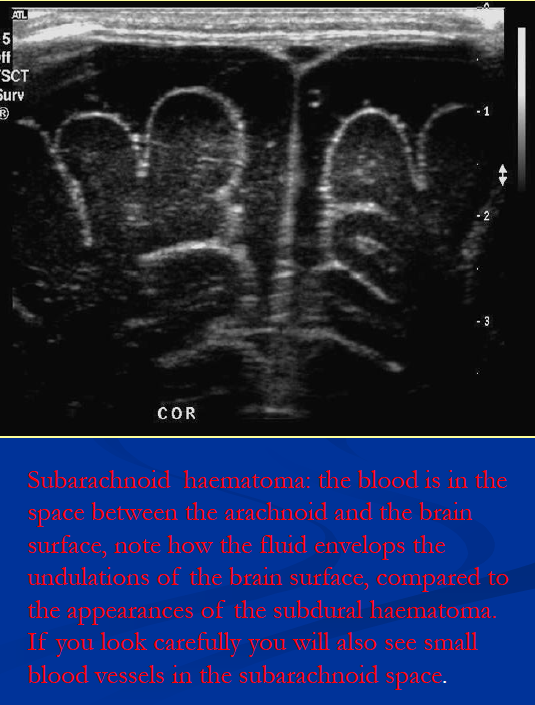 ATL
5
ff
TSCT
Surv
®
-0
-1
-2
-3
COR
Subarachnoid haematoma: the blood is in the
space between the arachnoid and the brain
surface, note how the fluid envelops the
undulations of the brain surface, compared to
the appearances of the subdural haematoma.
If you look carefully you will also see small
blood vessels in the subarachnoid space.